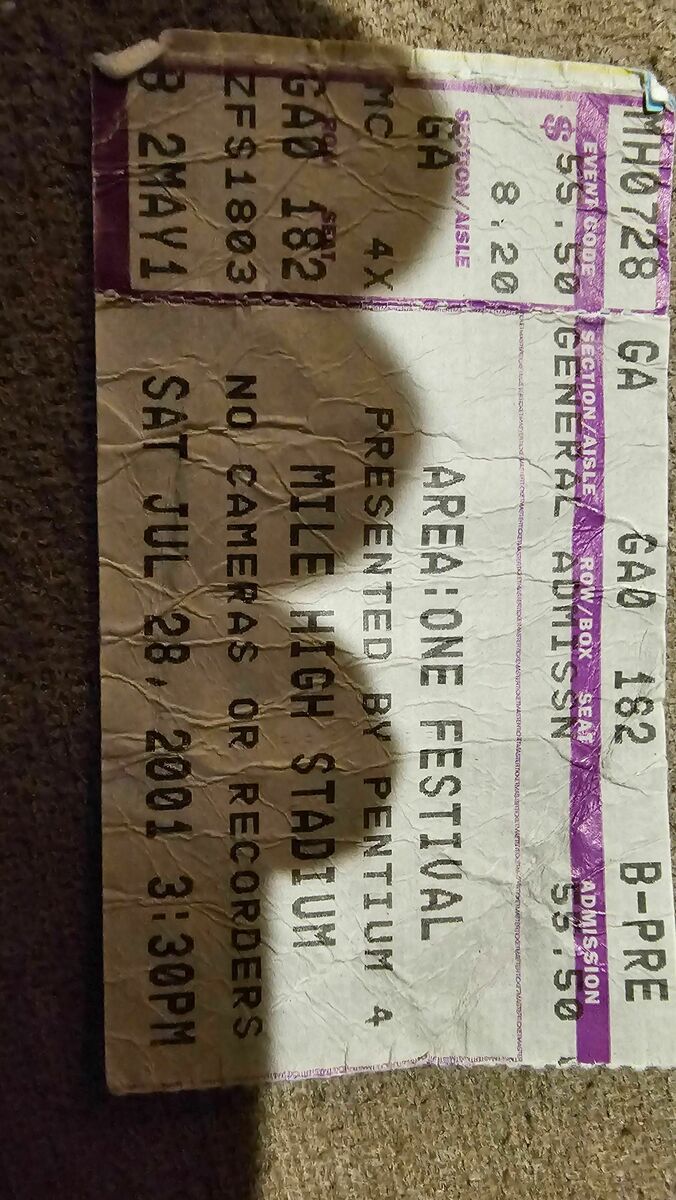 MH0728 GA GA0 182 B-PRE
EVENT CODE SECTION/AISLE ROW/BOX SEAT ADMISSION
$ 55.50 GENERAL ADMISSN 55.50
8.20
SECTION/AISLE
GA AREA:ONE FESTIVAL
MC 4X PRESENTED BY PENTIUM 4
ROW SEAT
GA0 182 MILE HIGH STADIUM
ZFS1803 NO CAMERAS OR RECORDERS
2MAY1 SAT JUL 28, 2001 3:30PM